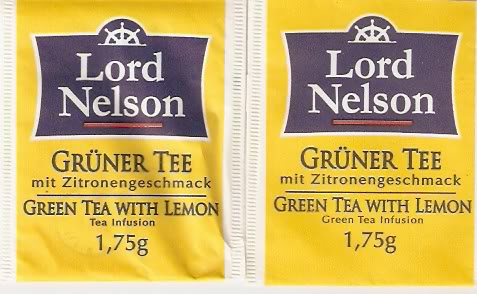 Lord
Nelson
GRÜNER TEE
mit Zitronengeschmack
GREEN TEA WITH LEMON
Tea Infusion
1,75g
Lord
Nelson
GRÜNER TEE
mit Zitronengeschmack
GREEN TEA WITH LEMON
Green Tea Infusion
1,75g